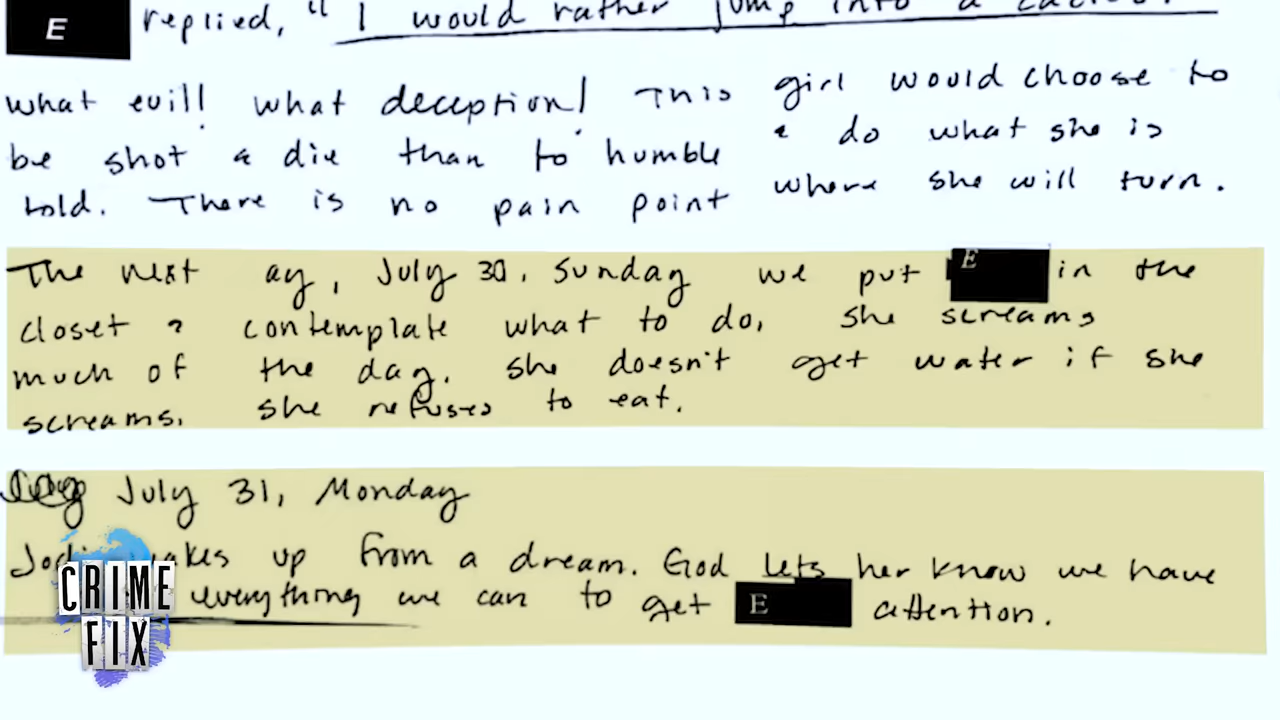 E replied, " I would rather jump into a cactus.
what evil! what deception! This girl would choose to
be shot & die than to humble & do what she is
told. There is no pain point where she will turn.
The next ay, July 30, Sunday we put E in the
closet & contemplate what to do. She screams
much of the day. She doesn't get water if she
screams. She refuses to eat.
July 31, Monday
Jodi wakes up from a dream. God lets her know we have
everything we can to get E attention.
CRIME
FIX